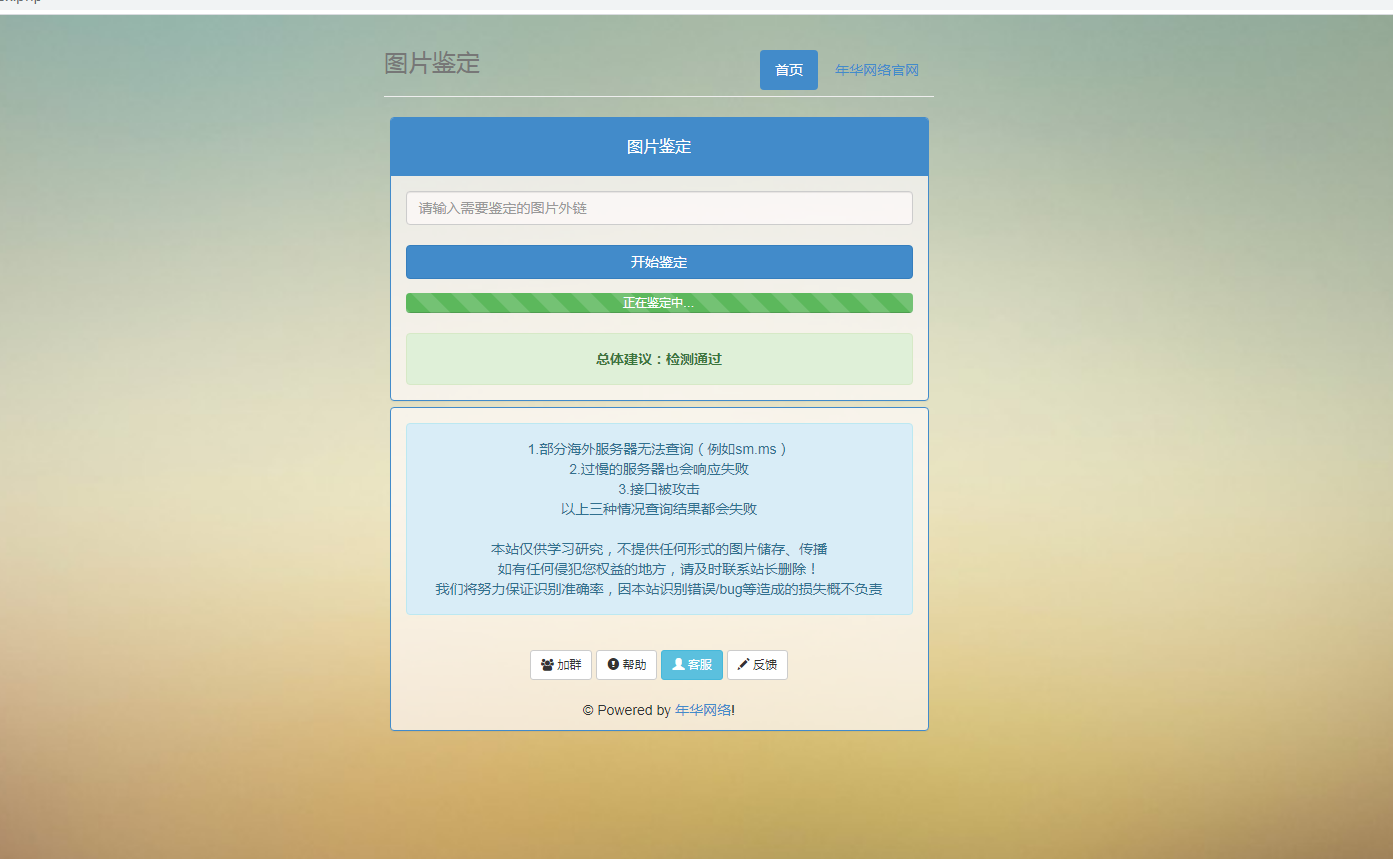 图片鉴定
首页
年华网络官网
图片鉴定
请输入需要鉴定的图片外链
开始鉴定
正在鉴定中...
总体建议：检测通过
1.部分海外服务器无法查询（例如sm.ms）
2.过慢的服务器也会响应失败
3.接口被攻击
以上三种情况查询结果都会失败
本站仅供学习研究，不提供任何形式的图片储存、传播
如有任何侵犯您权益的地方，请及时联系站长删除！
我们将努力保证识别准确率，因本站识别错误/bug等造成的损失概不负责
加群 帮助 客服 反馈
© Powered by 年华网络!